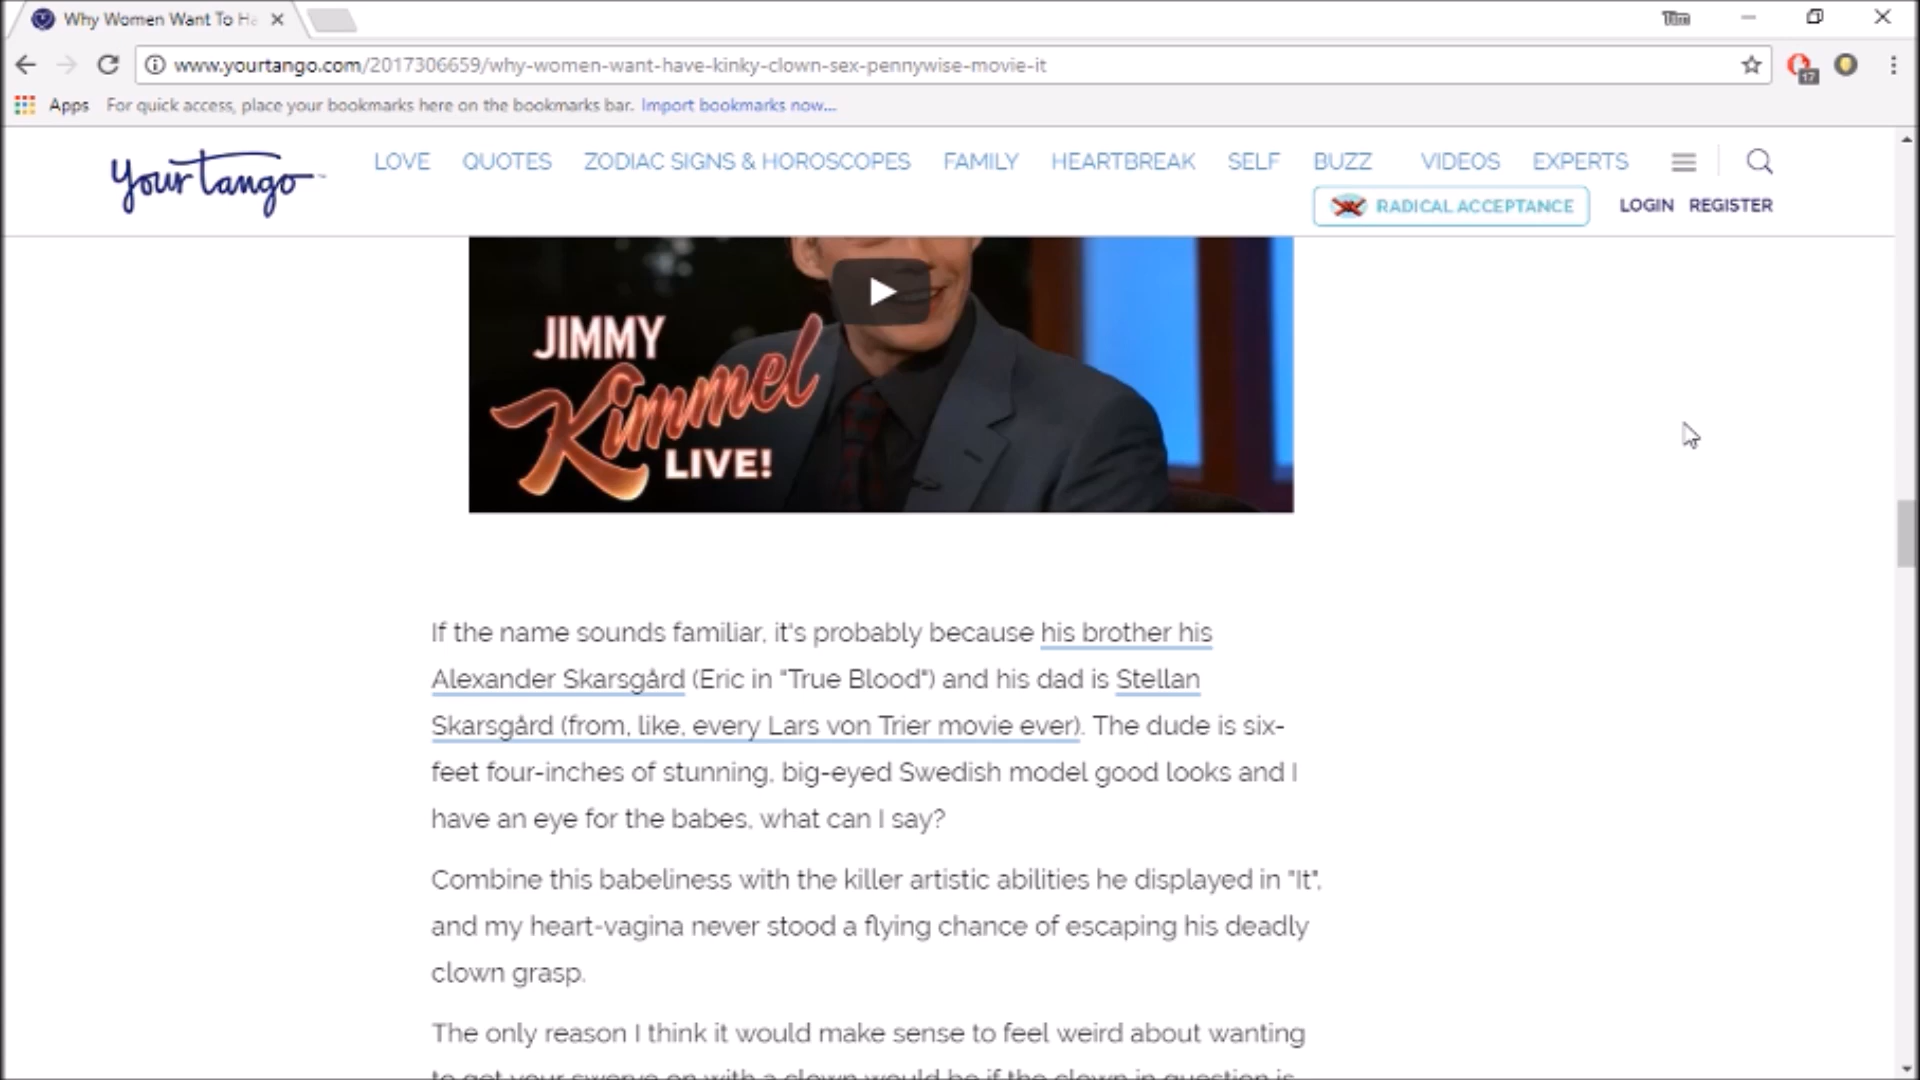 Why Women Want To Ha
Tim
www.yourtango.com/2017306659/why-women-want-have-kinky-clown-sex-pennywise-movie-it
17
Apps For quick access, place your bookmarks here on the bookmarks bar. Import bookmarks now...
YourTango
LOVE QUOTES ZODIAC SIGNS & HOROSCOPES FAMILY HEARTBREAK SELF BUZZ VIDEOS EXPERTS
RADICAL ACCEPTANCE LOGIN REGISTER
JIMMY
Kimmel
LIVE!
If the name sounds familiar, it's probably because his brother his
Alexander Skarsgård (Eric in "True Blood") and his dad is Stellan
Skarsgård (from, like, every Lars von Trier movie ever). The dude is six-
feet four-inches of stunning, big-eyed Swedish model good looks and I
have an eye for the babes, what can I say?
Combine this babeliness with the killer artistic abilities he displayed in "It",
and my heart-vagina never stood a flying chance of escaping his deadly
clown grasp.
The only reason I think it would make sense to feel weird about wanting
to get your swerve on with a clown would be if the clown in question is